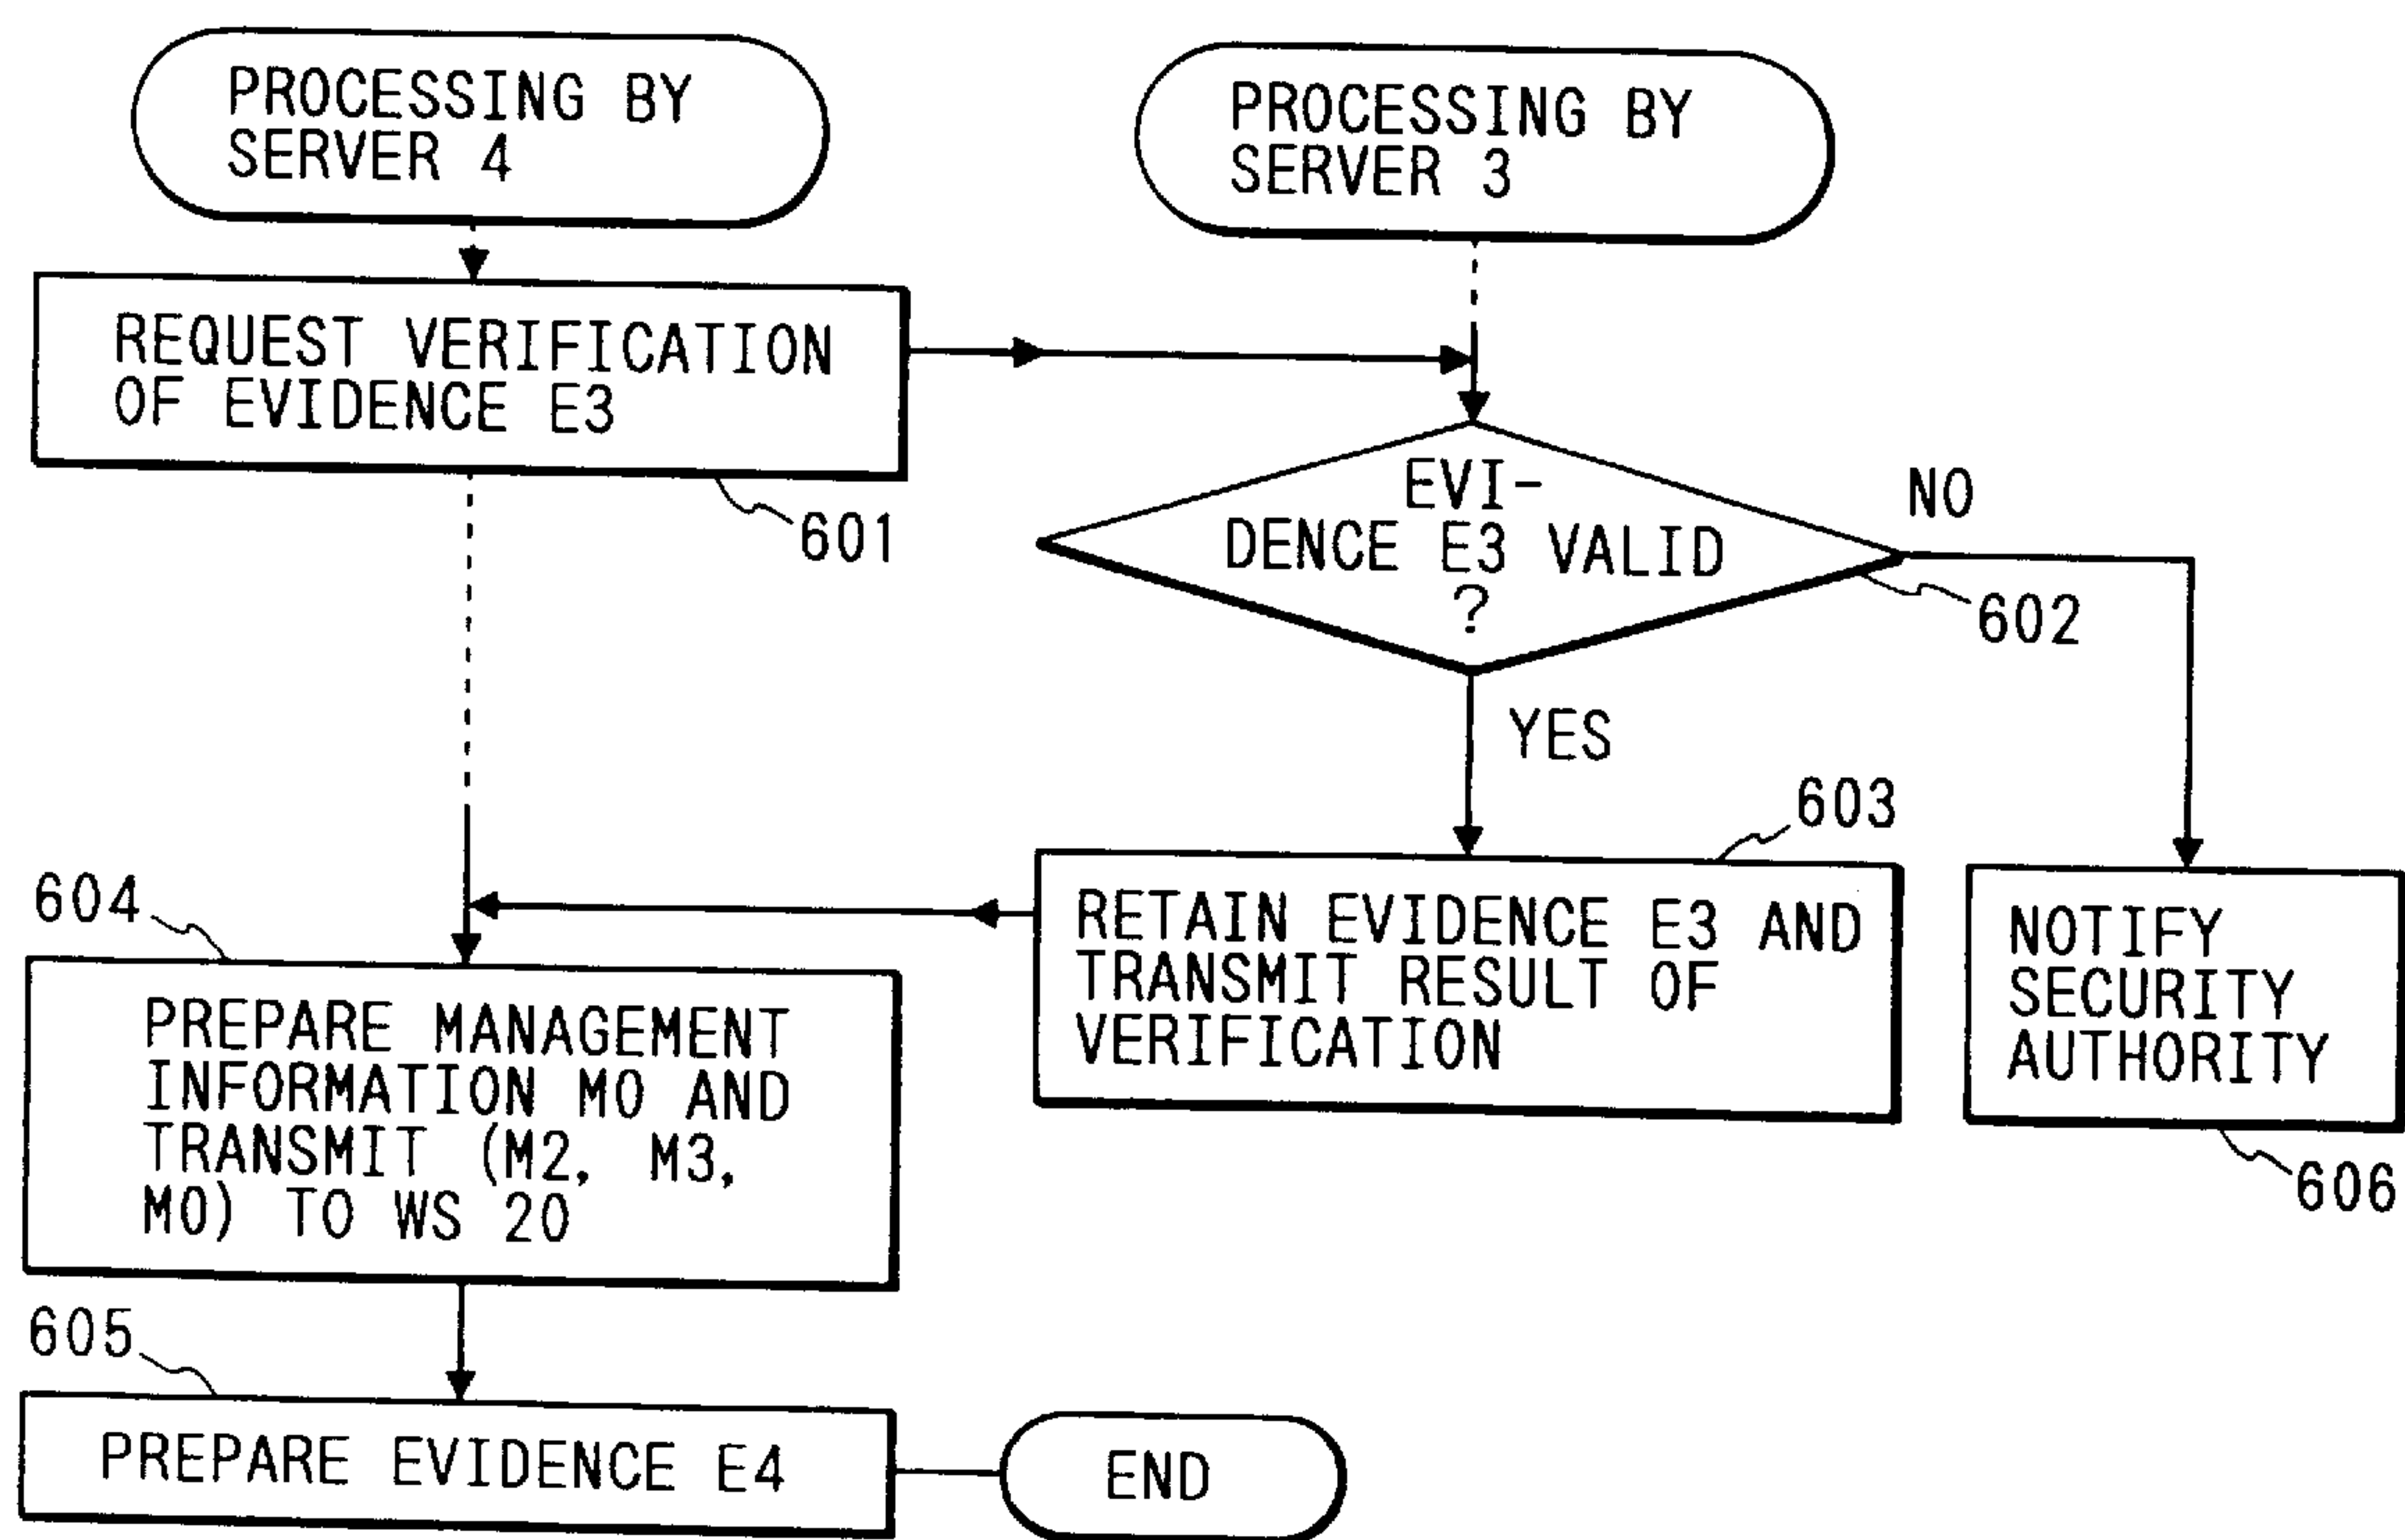 PROCESSING BY
SERVER 4
PROCESSING BY
SERVER 3
REQUEST VERIFICATION
OF EVIDENCE E3
601
EVI-
DENCE E3 VALID
?
NO
602
YES
603
RETAIN EVIDENCE E3 AND
TRANSMIT RESULT OF
VERIFICATION
NOTIFY
SECURITY
AUTHORITY
606
604
PREPARE MANAGEMENT
INFORMATION M0 AND
TRANSMIT (M2, M3,
M0) TO WS 20
605
PREPARE EVIDENCE E4
END